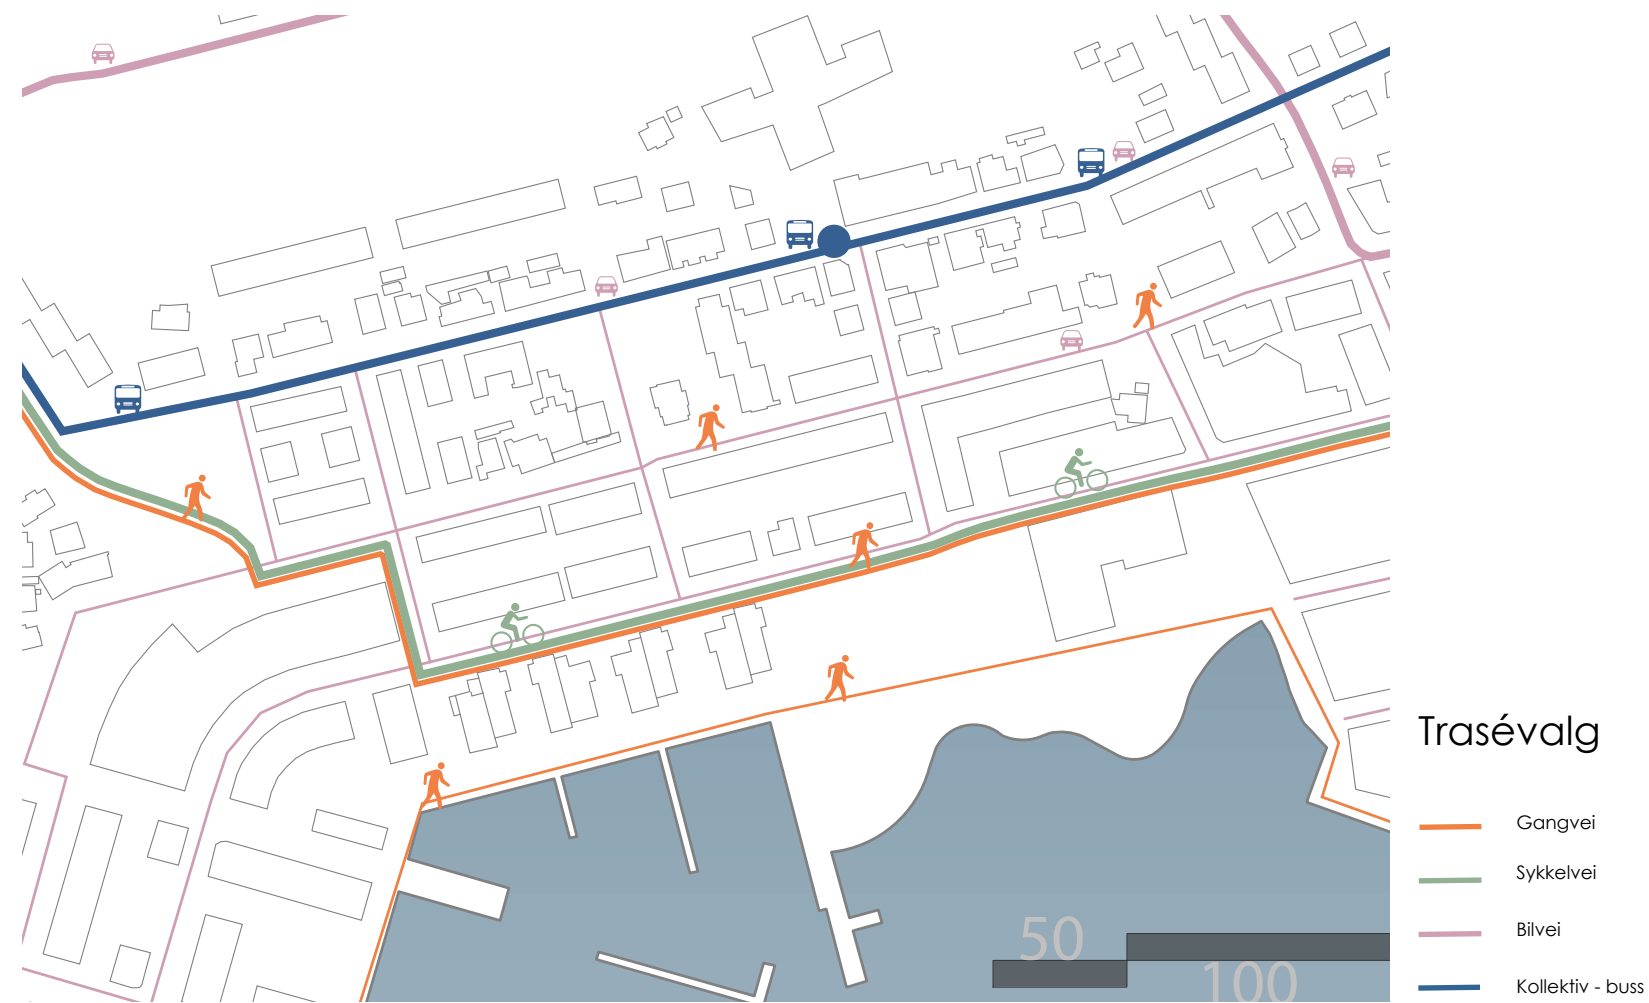 Trasévalg
Gangvei
Sykkelvei
Bilvei
Kollektiv - buss
50
100